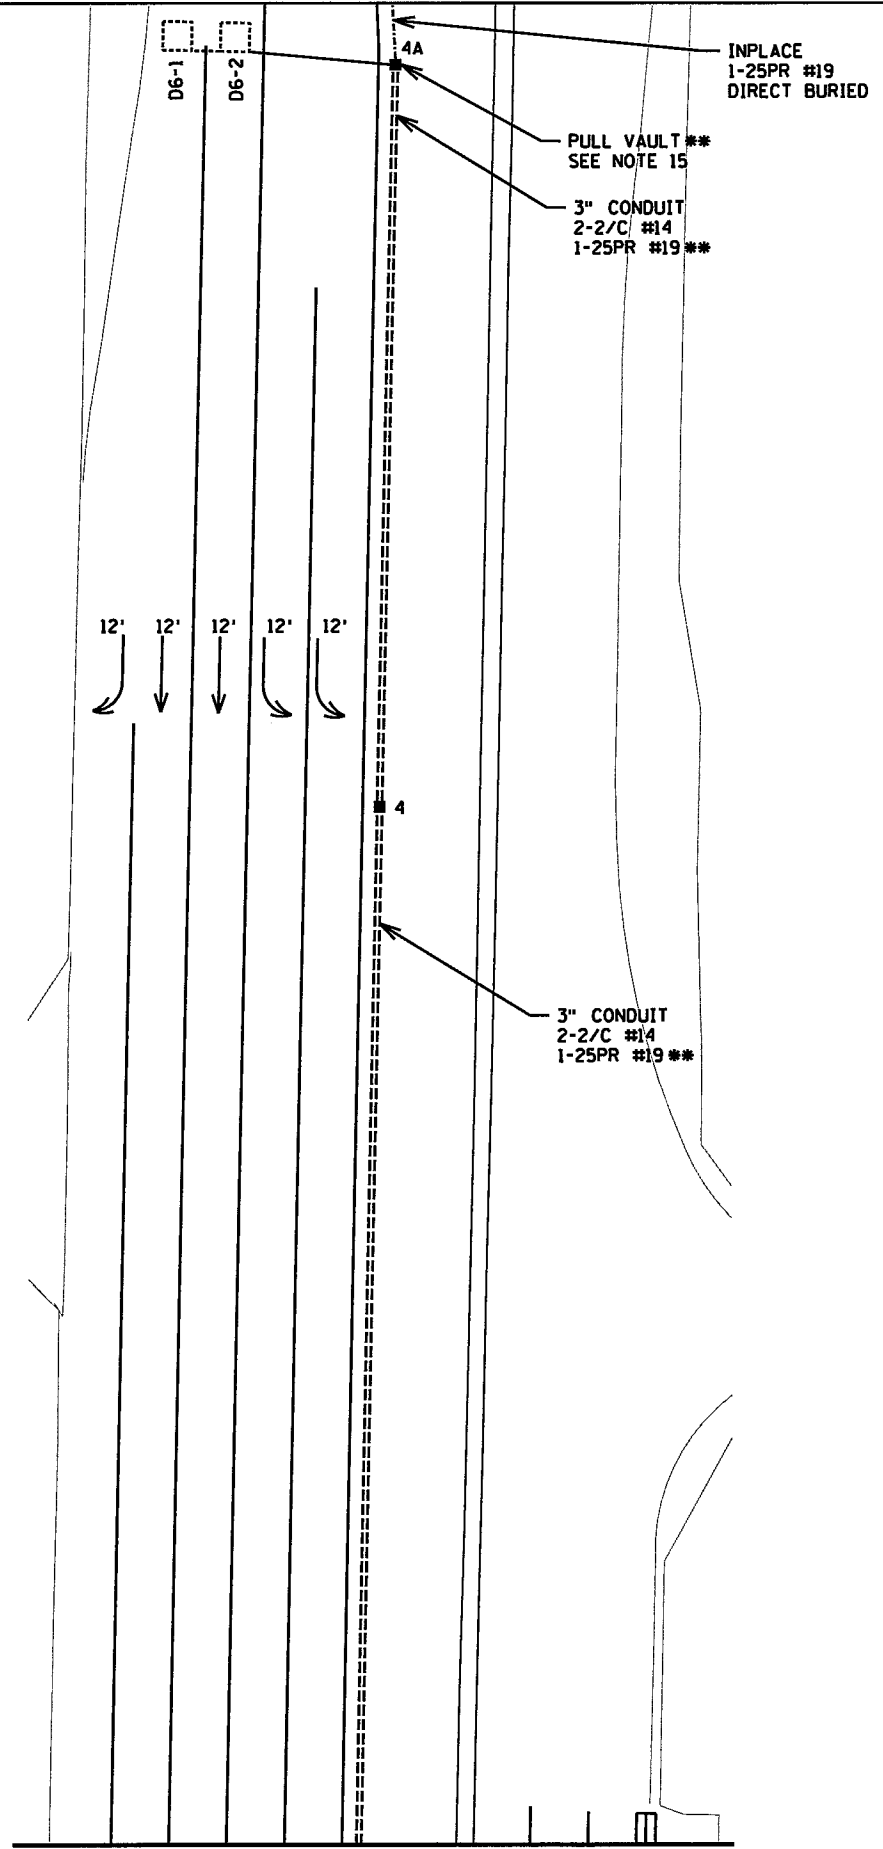 4A
INPLACE
1-25PR #19
DIRECT BURIED
D6-1
D6-2
PULL VAULT **
SEE NOTE 15
3" CONDUIT
2-2/C #14
1-25PR #19 **
12' 12' 12' 12' 12'
4
3" CONDUIT
2-2/C #14
1-25PR #19 **